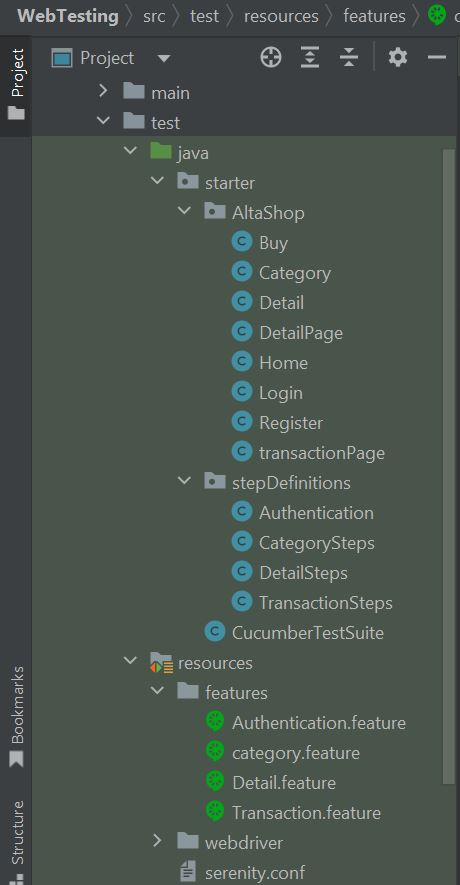 WebTesting > src > test > resources > features >
Project
Project
main
test
java
starter
AltaShop
C Buy
C Category
C Detail
C DetailPage
C Home
C Login
C Register
C transactionPage
stepDefinitions
C Authentication
C CategorySteps
C DetailSteps
C TransactionSteps
C CucumberTestSuite
resources
features
Authentication.feature
category.feature
Detail.feature
Transaction.feature
webdriver
serenity.conf
Bookmarks
Structure